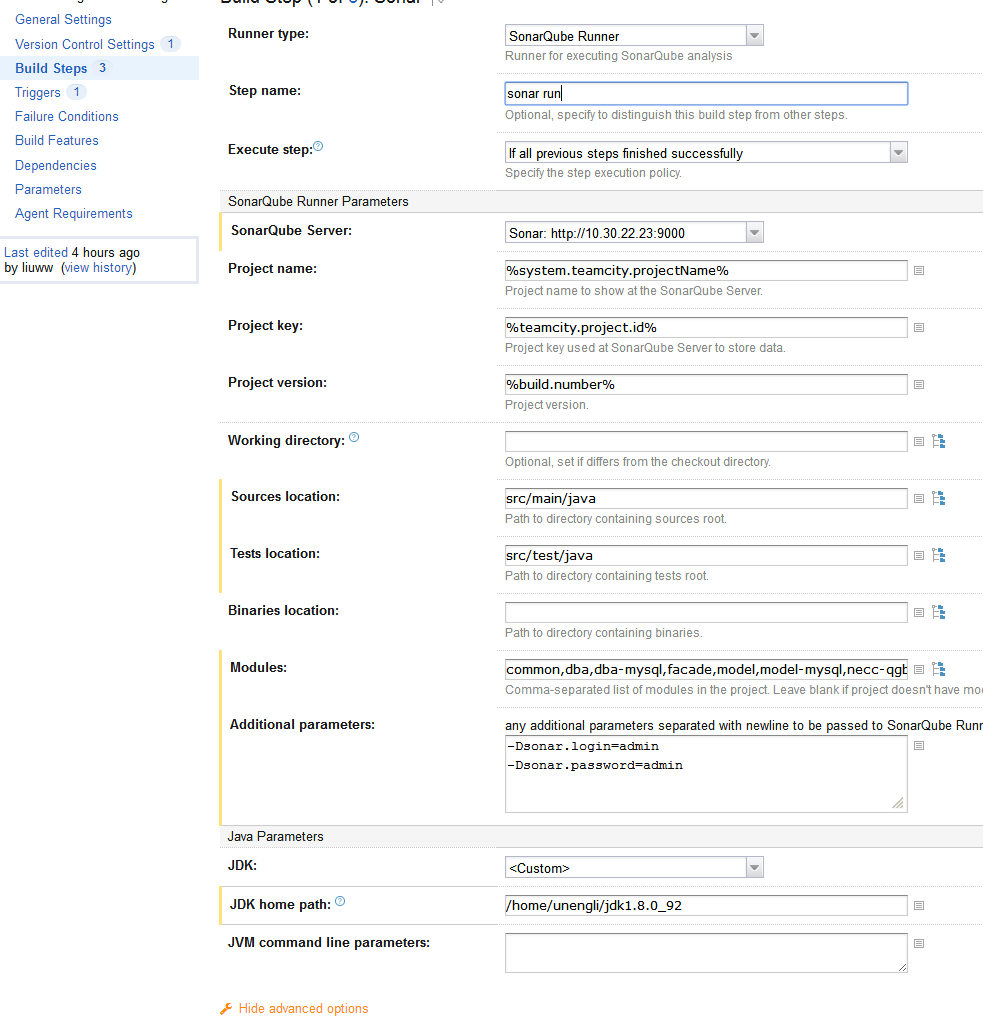 Build Step (1 of 3): Sonar
General Settings
Version Control Settings 1
Build Steps 3
Triggers 1
Failure Conditions
Build Features
Dependencies
Parameters
Agent Requirements
Last edited 4 hours ago
by liuww (view history)
Runner type:
SonarQube Runner
Runner for executing SonarQube analysis
Step name:
sonar run
Optional, specify to distinguish this build step from other steps.
Execute step:
If all previous steps finished successfully
Specify the step execution policy.
SonarQube Runner Parameters
SonarQube Server:
Sonar: http://10.30.22.23:9000
Project name:
%system.teamcity.projectName%
Project name to show at the SonarQube Server.
Project key:
%teamcity.project.id%
Project key used at SonarQube Server to store data.
Project version:
%build.number%
Project version.
Working directory:
Optional, set if differs from the checkout directory.
Sources location:
src/main/java
Path to directory containing sources root.
Tests location:
src/test/java
Path to directory containing tests root.
Binaries location:
Path to directory containing binaries.
Modules:
common,dba,dba-mysql,facade,model,model-mysql,necc-qgb
Comma-separated list of modules in the project. Leave blank if project doesn't have mo
Additional parameters:
any additional parameters separated with newline to be passed to SonarQube Runn
-Dsonar.login=admin
-Dsonar.password=admin
Java Parameters
JDK:
<Custom>
JDK home path:
/home/unengli/jdk1.8.0_92
JVM command line parameters:
Hide advanced options